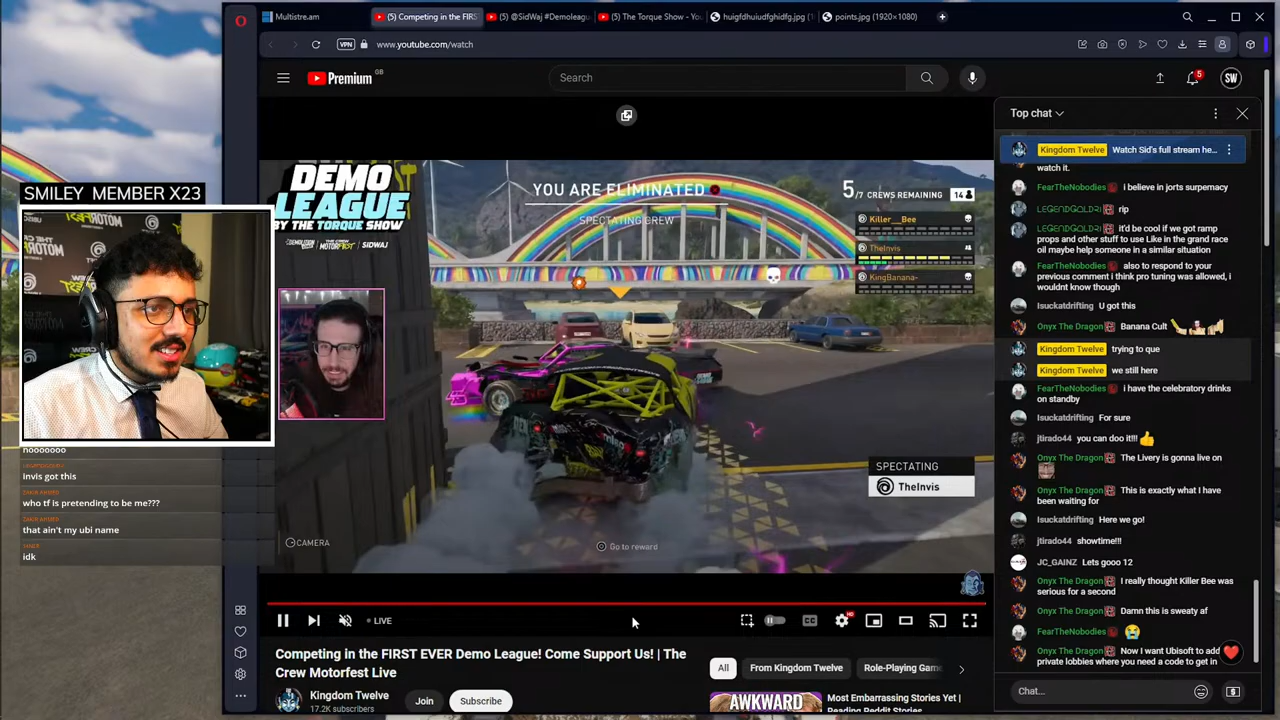 Multistre.am
(5) Competing in the FIRS
(5) @SidWaj #Demoleagu
(5) The Torque Show - Yo
huigfdhuiudfghidfg.jpg (1
points.jpg (1920×1080)
VPN
www.youtube.com/watch
Premium GB
Search
5
SW
SMILEY MEMBER X23
DEMO
LEAGUE
BY THE TORQUE SHOW
SIDWAJ
YOU ARE ELIMINATED
SPECTATING CREW
5/7 CREWS REMAINING 14
Killer__Bee
TheInvis
KingBanana-
SPECTATING
TheInvis
CAMERA
Go to reward
LIVE
HD
noooooooo
invis got this
who tf is pretending to be me???
that ain't my ubi name
idk
Competing in the FIRST EVER Demo League! Come Support Us! | The
Crew Motorfest Live
Kingdom Twelve
17.2K subscribers
Join
Subscribe
All
From Kingdom Twelve
Role-Playing Game
AWKWARD
Most Embarrassing Stories Yet |
Reading Reddit Stories
Top chat
Kingdom Twelve Watch Sid's full stream he...
watch it.
FearTheNobodies i believe in jorts surpemacy
LEGENDGOLDRI rip
LEGENDGOLDRI it'd be cool if we got ramp
props and other stuff to use Like in the grand race
oil maybe help someone in a similar situation
FearTheNobodies also to respond to your
previous comment i think pro tuning was allowed, i
wouldnt know though
Isuckatdrifting U got this
Onyx The Dragon Banana Cult
Kingdom Twelve trying to que
Kingdom Twelve we still here
FearTheNobodies i have the celebratory drinks
on standby
Isuckatdrifting For sure
jtirado44 you can doo it!!!
Onyx The Dragon The Livery is gonna live on
Onyx The Dragon This is exactly what I have
been waiting for
Isuckatdrifting Here we go!
jtirado44 showtime!!!
JC_GAINZ Lets gooo 12
Onyx The Dragon I really thought Killer Bee was
serious for a second
Onyx The Dragon Damn this is sweaty af
FearTheNobodies
Onyx The Dragon Now I want Ubisoft to add
private lobbies where you need a code to get in
Chat...